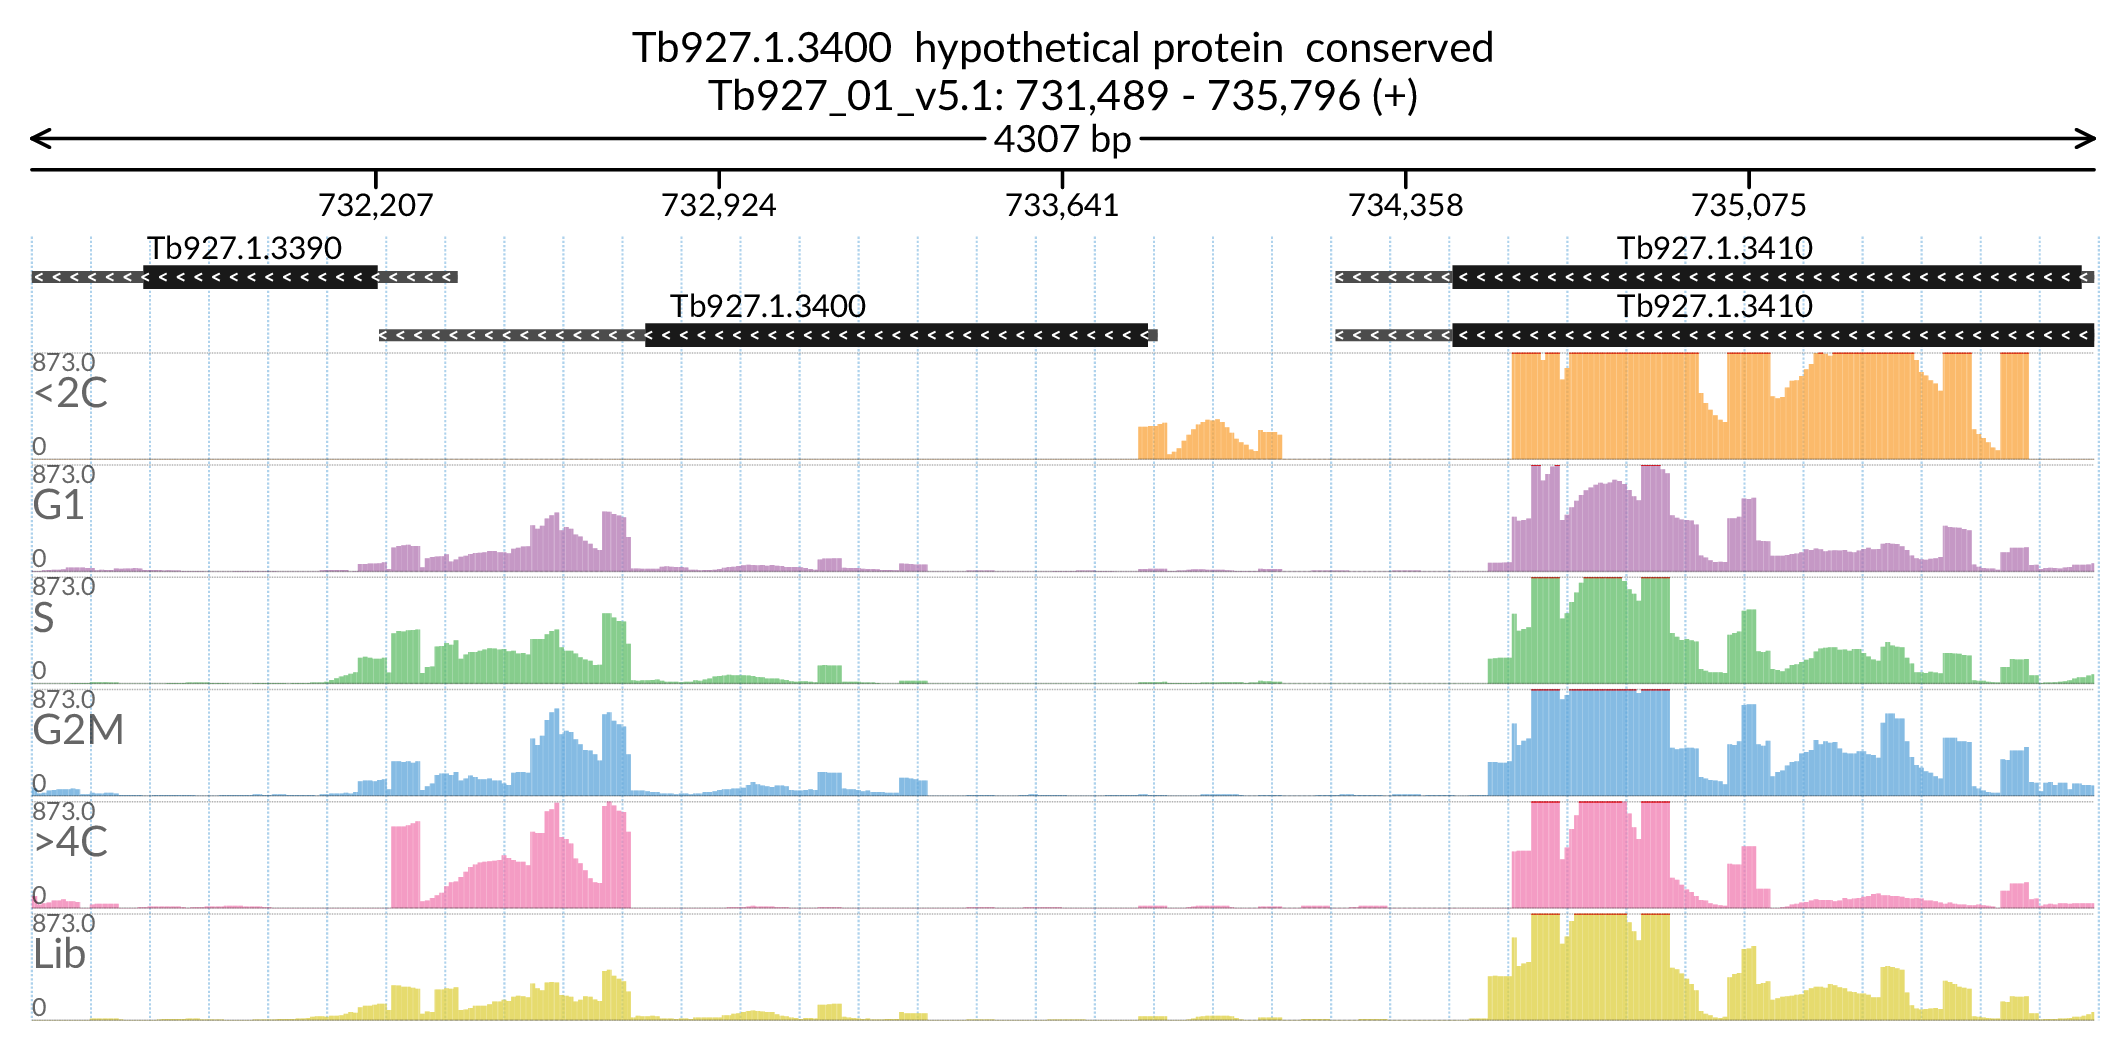 Tb927.1.3400 hypothetical protein conserved
Tb927_01_v5.1: 731,489 - 735,796 (+)
4307 bp
732,207 732,924 733,641 734,358 735,075
Tb927.1.3390 Tb927.1.3410
Tb927.1.3400 Tb927.1.3410
873.0
<2C
0
873.0
G1
0
873.0
S
0
873.0
G2M
0
873.0
>4C
0
873.0
Lib
0